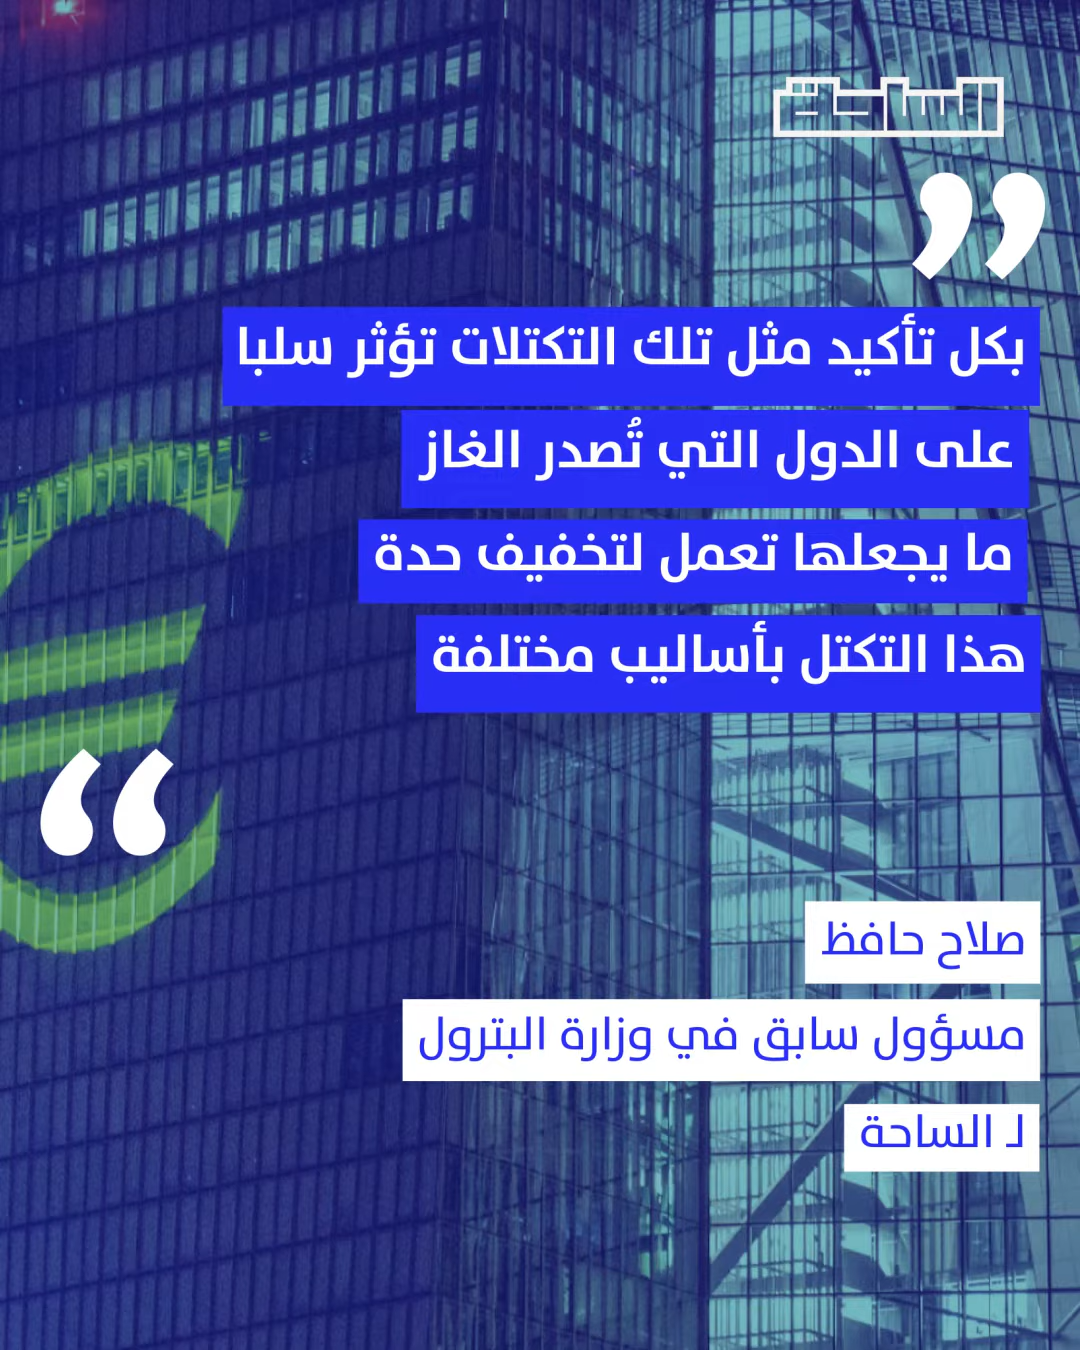 الساحة
”
بكل تأكيد مثل تلك التكتلات تؤثر سلبا
على الدول التي تُصدر الغاز
ما يجعلها تعمل لتخفيف حدة
هذا التكتل بأساليب مختلفة
“
صلاح حافظ
مسؤول سابق في وزارة البترول
لـ الساحة